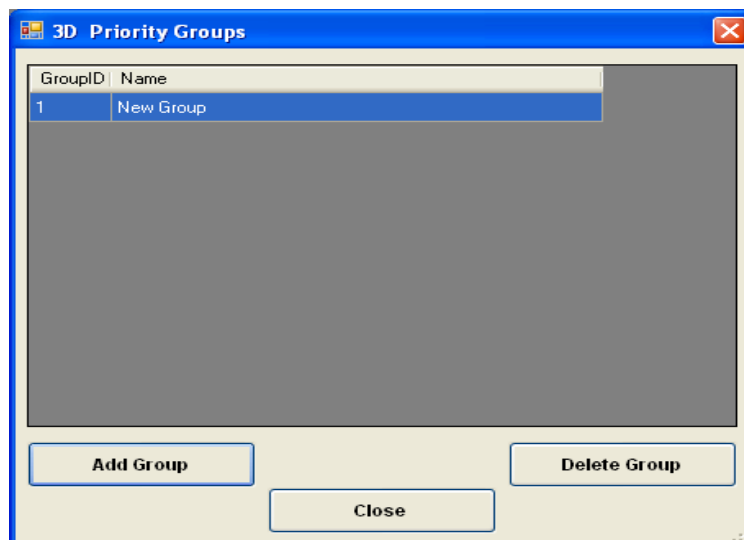 3D Priority Groups
GroupID Name
1 New Group
Add Group Delete Group
Close